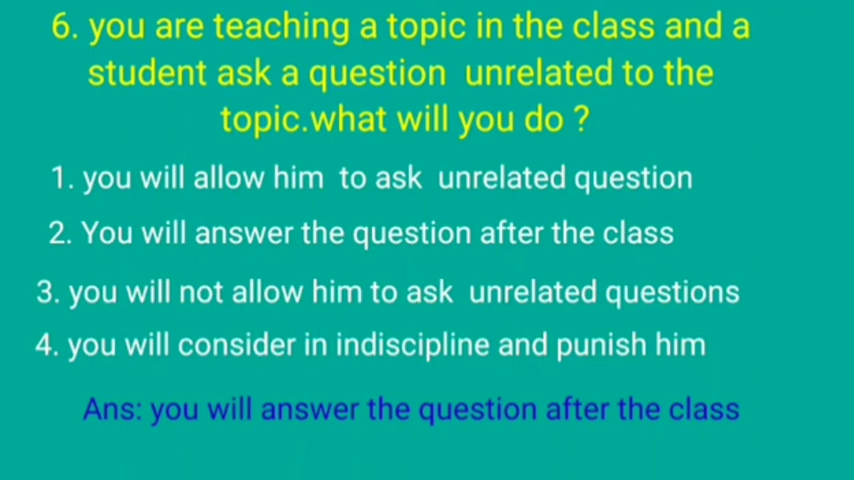 6. you are teaching a topic in the class and a
student ask a question unrelated to the
topic.what will you do ?
1. you will allow him to ask unrelated question
2. You will answer the question after the class
3. you will not allow him to ask unrelated questions
4. you will consider in indiscipline and punish him
Ans: you will answer the question after the class